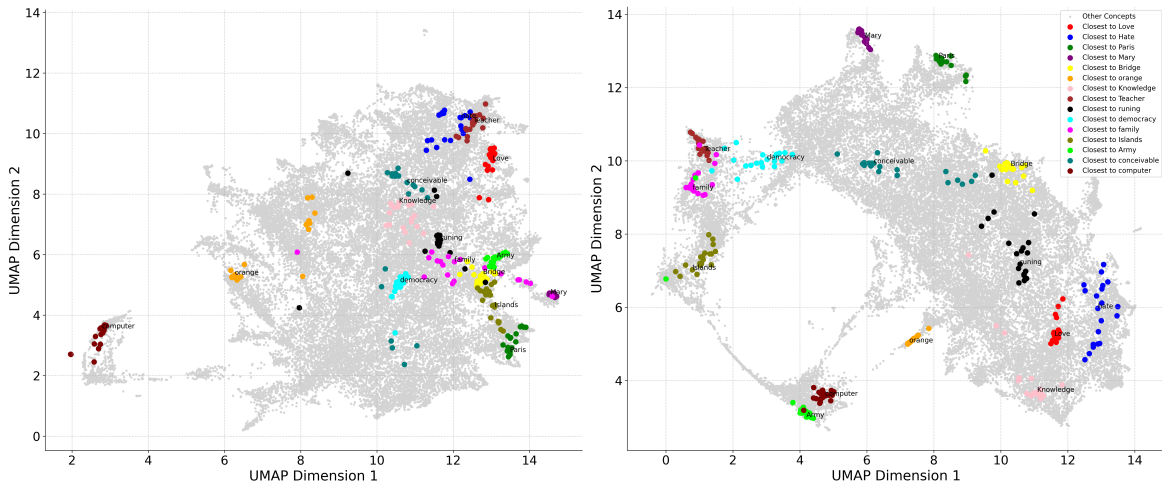 14
12
10
8
6
4
2
0
UMAP Dimension 2
2
4
6
8
10
12
14
UMAP Dimension 1
Teacher
Love
conceivable
Knowledge
runing
family
Army
Bridge
orange
democracy
Mary
Islands
computer
Paris
14
12
10
8
6
4
UMAP Dimension 2
0
2
4
6
8
10
12
14
UMAP Dimension 1
Mary
Paris
Teacher
democracy
conceivable
Bridge
family
Islands
runing
Hate
Love
orange
Knowledge
computer
Army
Other Concepts
Closest to Love
Closest to Hate
Closest to Paris
Closest to Mary
Closest to Bridge
Closest to orange
Closest to Knowledge
Closest to Teacher
Closest to runing
Closest to democracy
Closest to family
Closest to Islands
Closest to Army
Closest to conceivable
Closest to computer